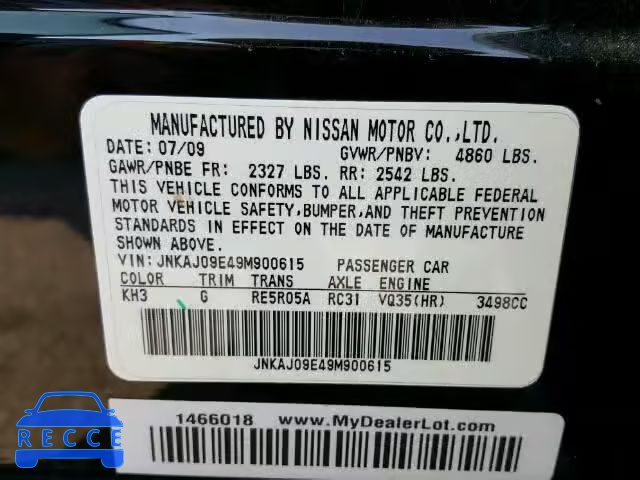 MANUFACTURED BY NISSAN MOTOR CO.,LTD.
DATE: 07/09 GVWR/PNBV: 4860 LBS.
GAWR/PNBE FR: 2327 LBS. RR: 2542 LBS.
THIS VEHICLE CONFORMS TO ALL APPLICABLE FEDERAL
MOTOR VEHICLE SAFETY,BUMPER,AND THEFT PREVENTION
STANDARDS IN EFFECT ON THE DATE OF MANUFACTURE
SHOWN ABOVE.
VIN: JNKAJ09E49M900615 PASSENGER CAR
COLOR TRIM TRANS AXLE ENGINE
KH3 G RE5R05A RC31 VQ35(HR) 3498CC
JNKAJ09E49M900615
1466018 www.MyDealerLot.com
RECCE